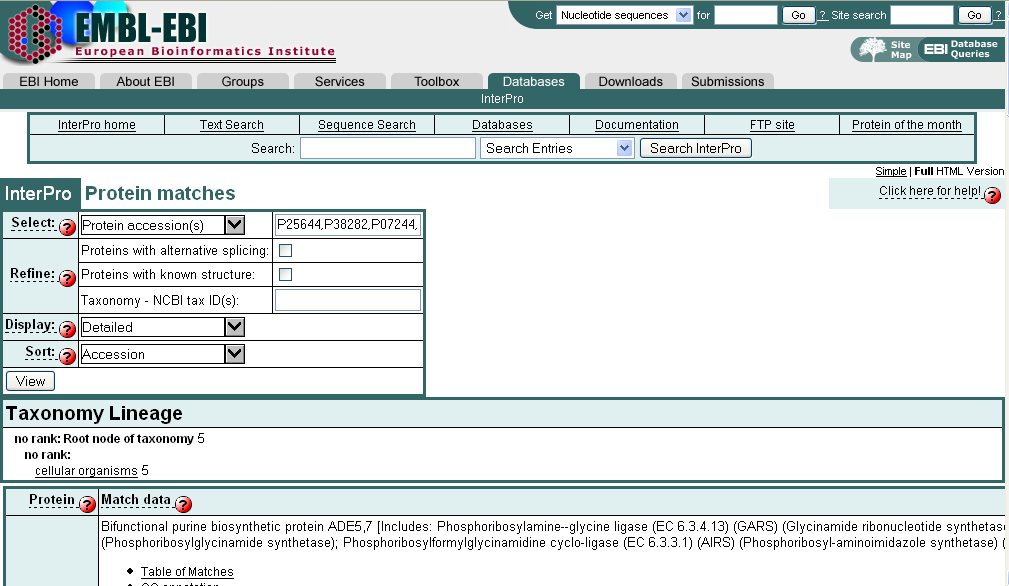 EMBL-EBI
European Bioinformatics Institute
Get Nucleotide sequences for Go ? Site search Go ?
Site Map EBI Database Queries
EBI Home About EBI Groups Services Toolbox Databases Downloads Submissions
InterPro
InterPro home Text Search Sequence Search Databases Documentation FTP site Protein of the month
Search: Search Entries Search InterPro
Simple | Full HTML Version
InterPro Protein matches
Click here for help! ?
Select: ? Protein accession(s) P25644,P38282,P07244,
Proteins with alternative splicing:
Refine: ? Proteins with known structure:
Taxonomy - NCBI tax ID(s):
Display: ? Detailed
Sort: ? Accession
View
Taxonomy Lineage
no rank: Root node of taxonomy 5
no rank:
cellular organisms 5
Protein ? Match data ?
Bifunctional purine biosynthetic protein ADE5,7 [Includes: Phosphoribosylamine--glycine ligase (EC 6.3.4.13) (GARS) (Glycinamide ribonucleotide synthetase
(Phosphoribosylglycinamide synthetase); Phosphoribosylformylglycinamidine cyclo-ligase (EC 6.3.3.1) (AIRS) (Phosphoribosyl-aminoimidazole synthetase) (
• Table of Matches